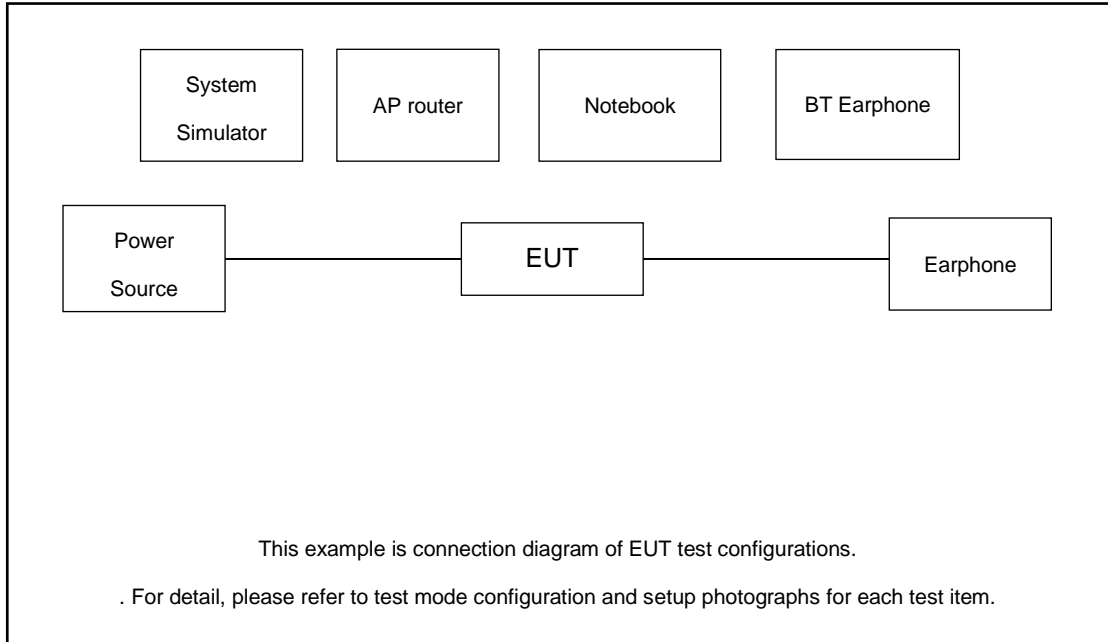 System
Simulator
AP router
Notebook
BT Earphone
Power
Source
EUT
Earphone
This example is connection diagram of EUT test configurations.
. For detail, please refer to test mode configuration and setup photographs for each test item.